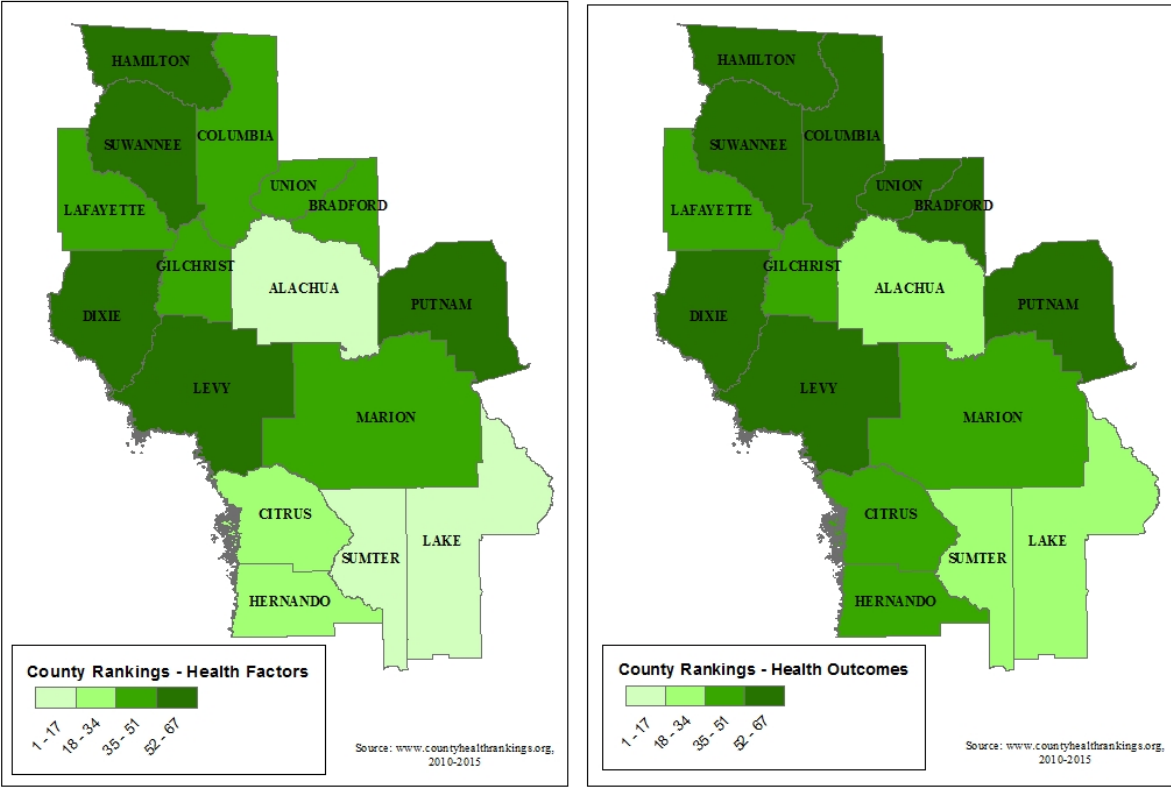 HAMILTON
COLUMBIA
SUWANNEE
UNION
BRADFORD
LAFAYETTE
GILCHRIST
ALACHUA
DIXIE
PUTNAM
LEVY
MARION
CITRUS
LAKE
SUMTER
HERNANDO
County Rankings - Health Factors
1 - 17
18 - 34
35 - 51
52 - 67
Source: www.countyhealthrankings.org,
2010-2015
HAMILTON
COLUMBIA
SUWANNEE
UNION
BRADFORD
LAFAYETTE
GILCHRIST
ALACHUA
DIXIE
PUTNAM
LEVY
MARION
CITRUS
LAKE
SUMTER
HERNANDO
County Rankings - Health Outcomes
1 - 17
18 - 34
35 - 51
52 - 67
Source: www.countyhealthrankings.org,
2010-2015